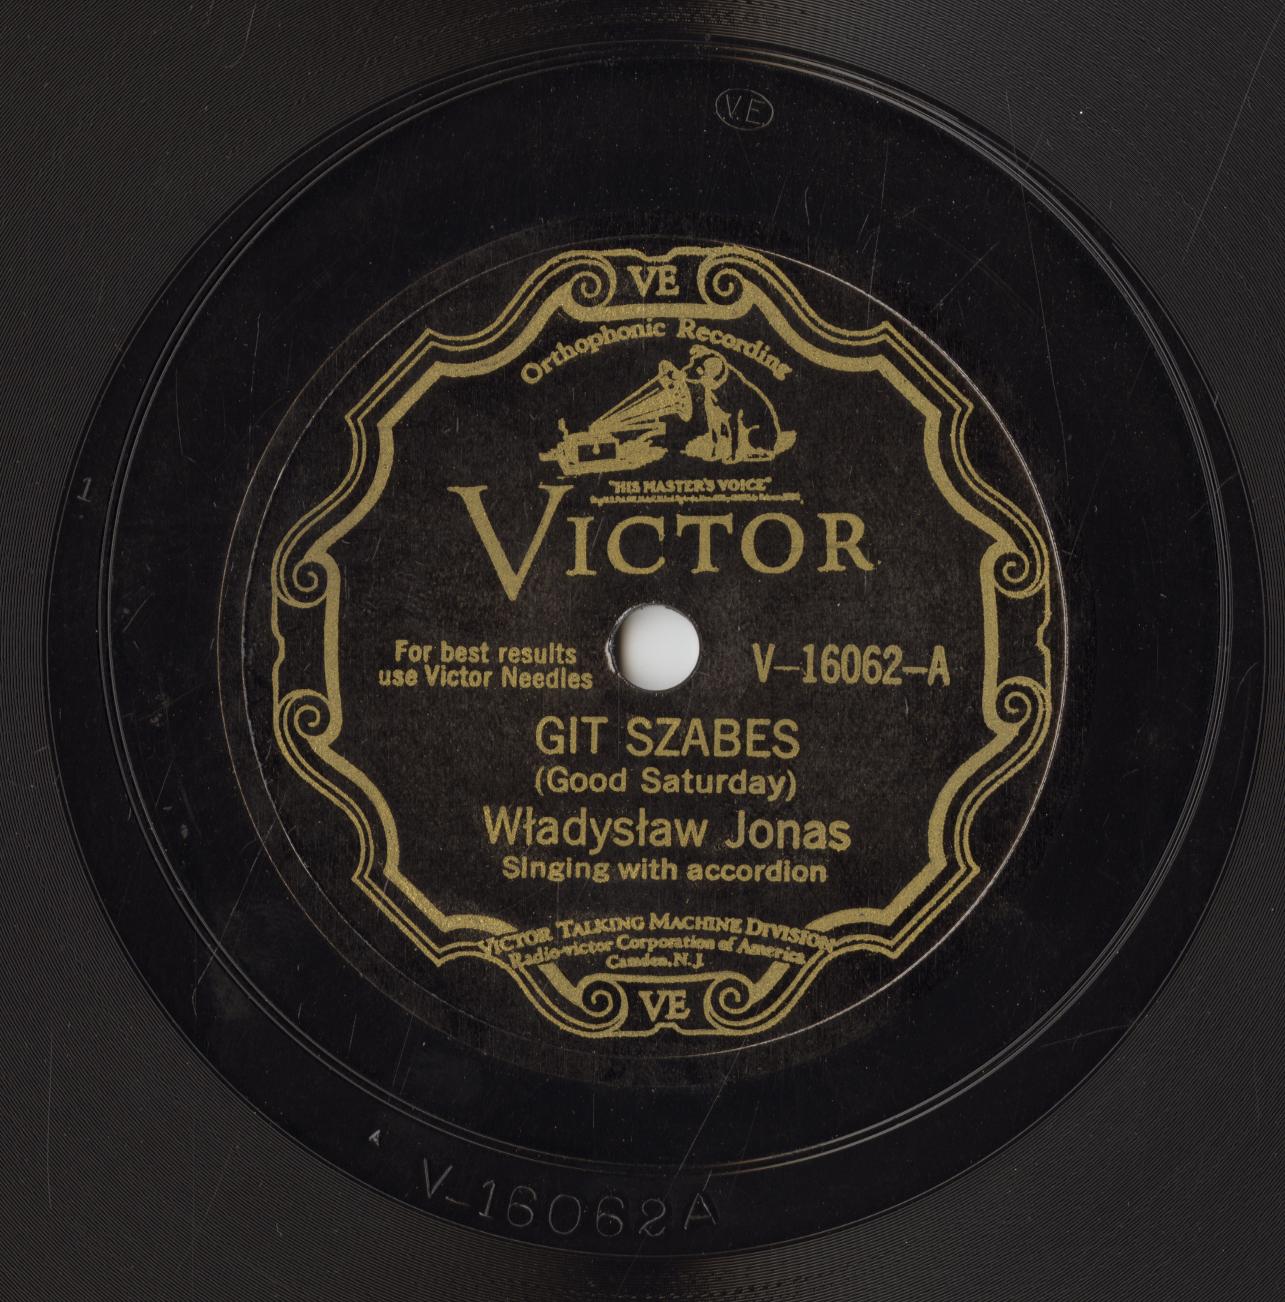 V.E
VE
Orthophonic Recording
"HIS MASTER'S VOICE"
VICTOR
For best results
use Victor Needles
V-16062-A
GIT SZABES
(Good Saturday)
Władysław Jonas
Singing with accordion
VICTOR TALKING MACHINE DIVISION
Radio-victor Corporation of America
Camden, N.J.
VE
1
A
V-16062A